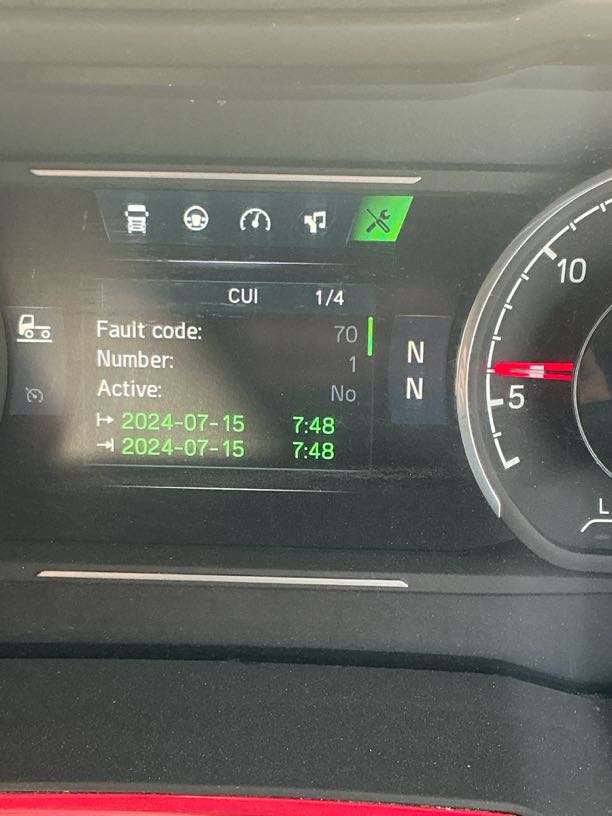 CUI 1/4
Fault code: 70
Number: 1
Active: No
2024-07-15 7:48
2024-07-15 7:48
N
N
10
5
L